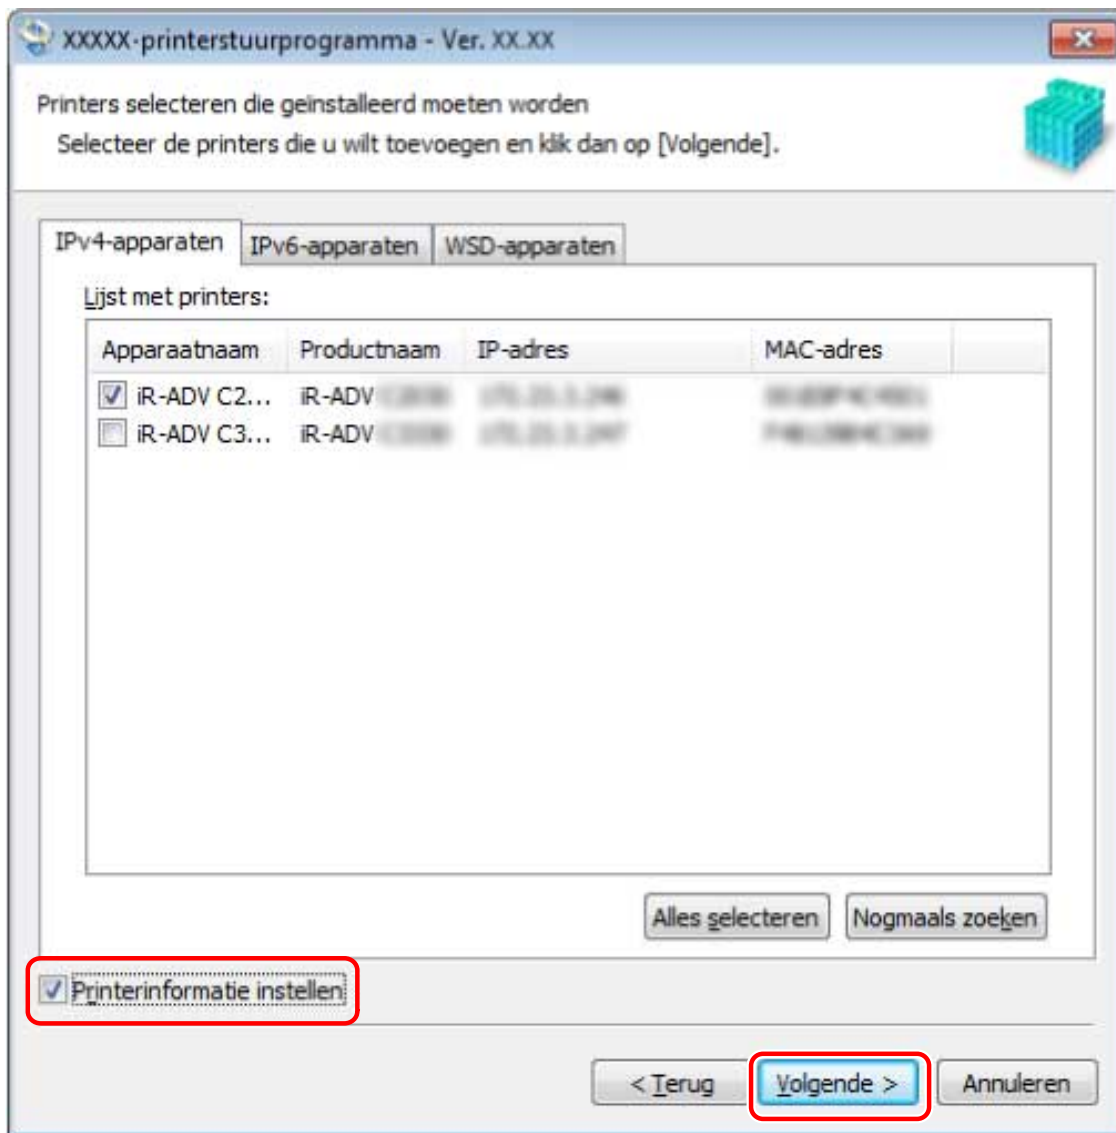 XXXXX-printerstuurprogramma - Ver. XX.XX
Printers selecteren die geïnstalleerd moeten worden
Selecteer de printers die u wilt toevoegen en klik dan op [Volgende].
IPv4-apparaten IPv6-apparaten WSD-apparaten
Lijst met printers:
Apparaatnaam Productnaam IP-adres MAC-adres
iR-ADV C2... iR-ADV
iR-ADV C3... iR-ADV
Alles selecteren Nogmaals zoeken
Printerinformatie instellen
< Terug Volgende > Annuleren